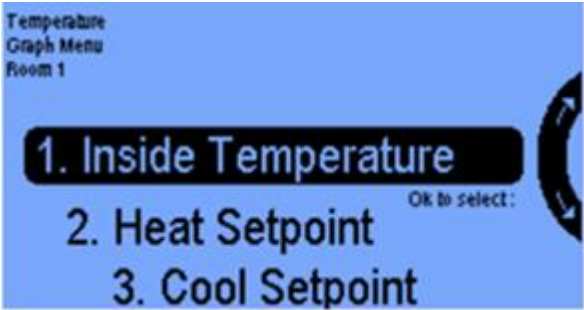 Temperature
Graph Menu
Room 1
1. Inside Temperature
Ok to select:
2. Heat Setpoint
3. Cool Setpoint